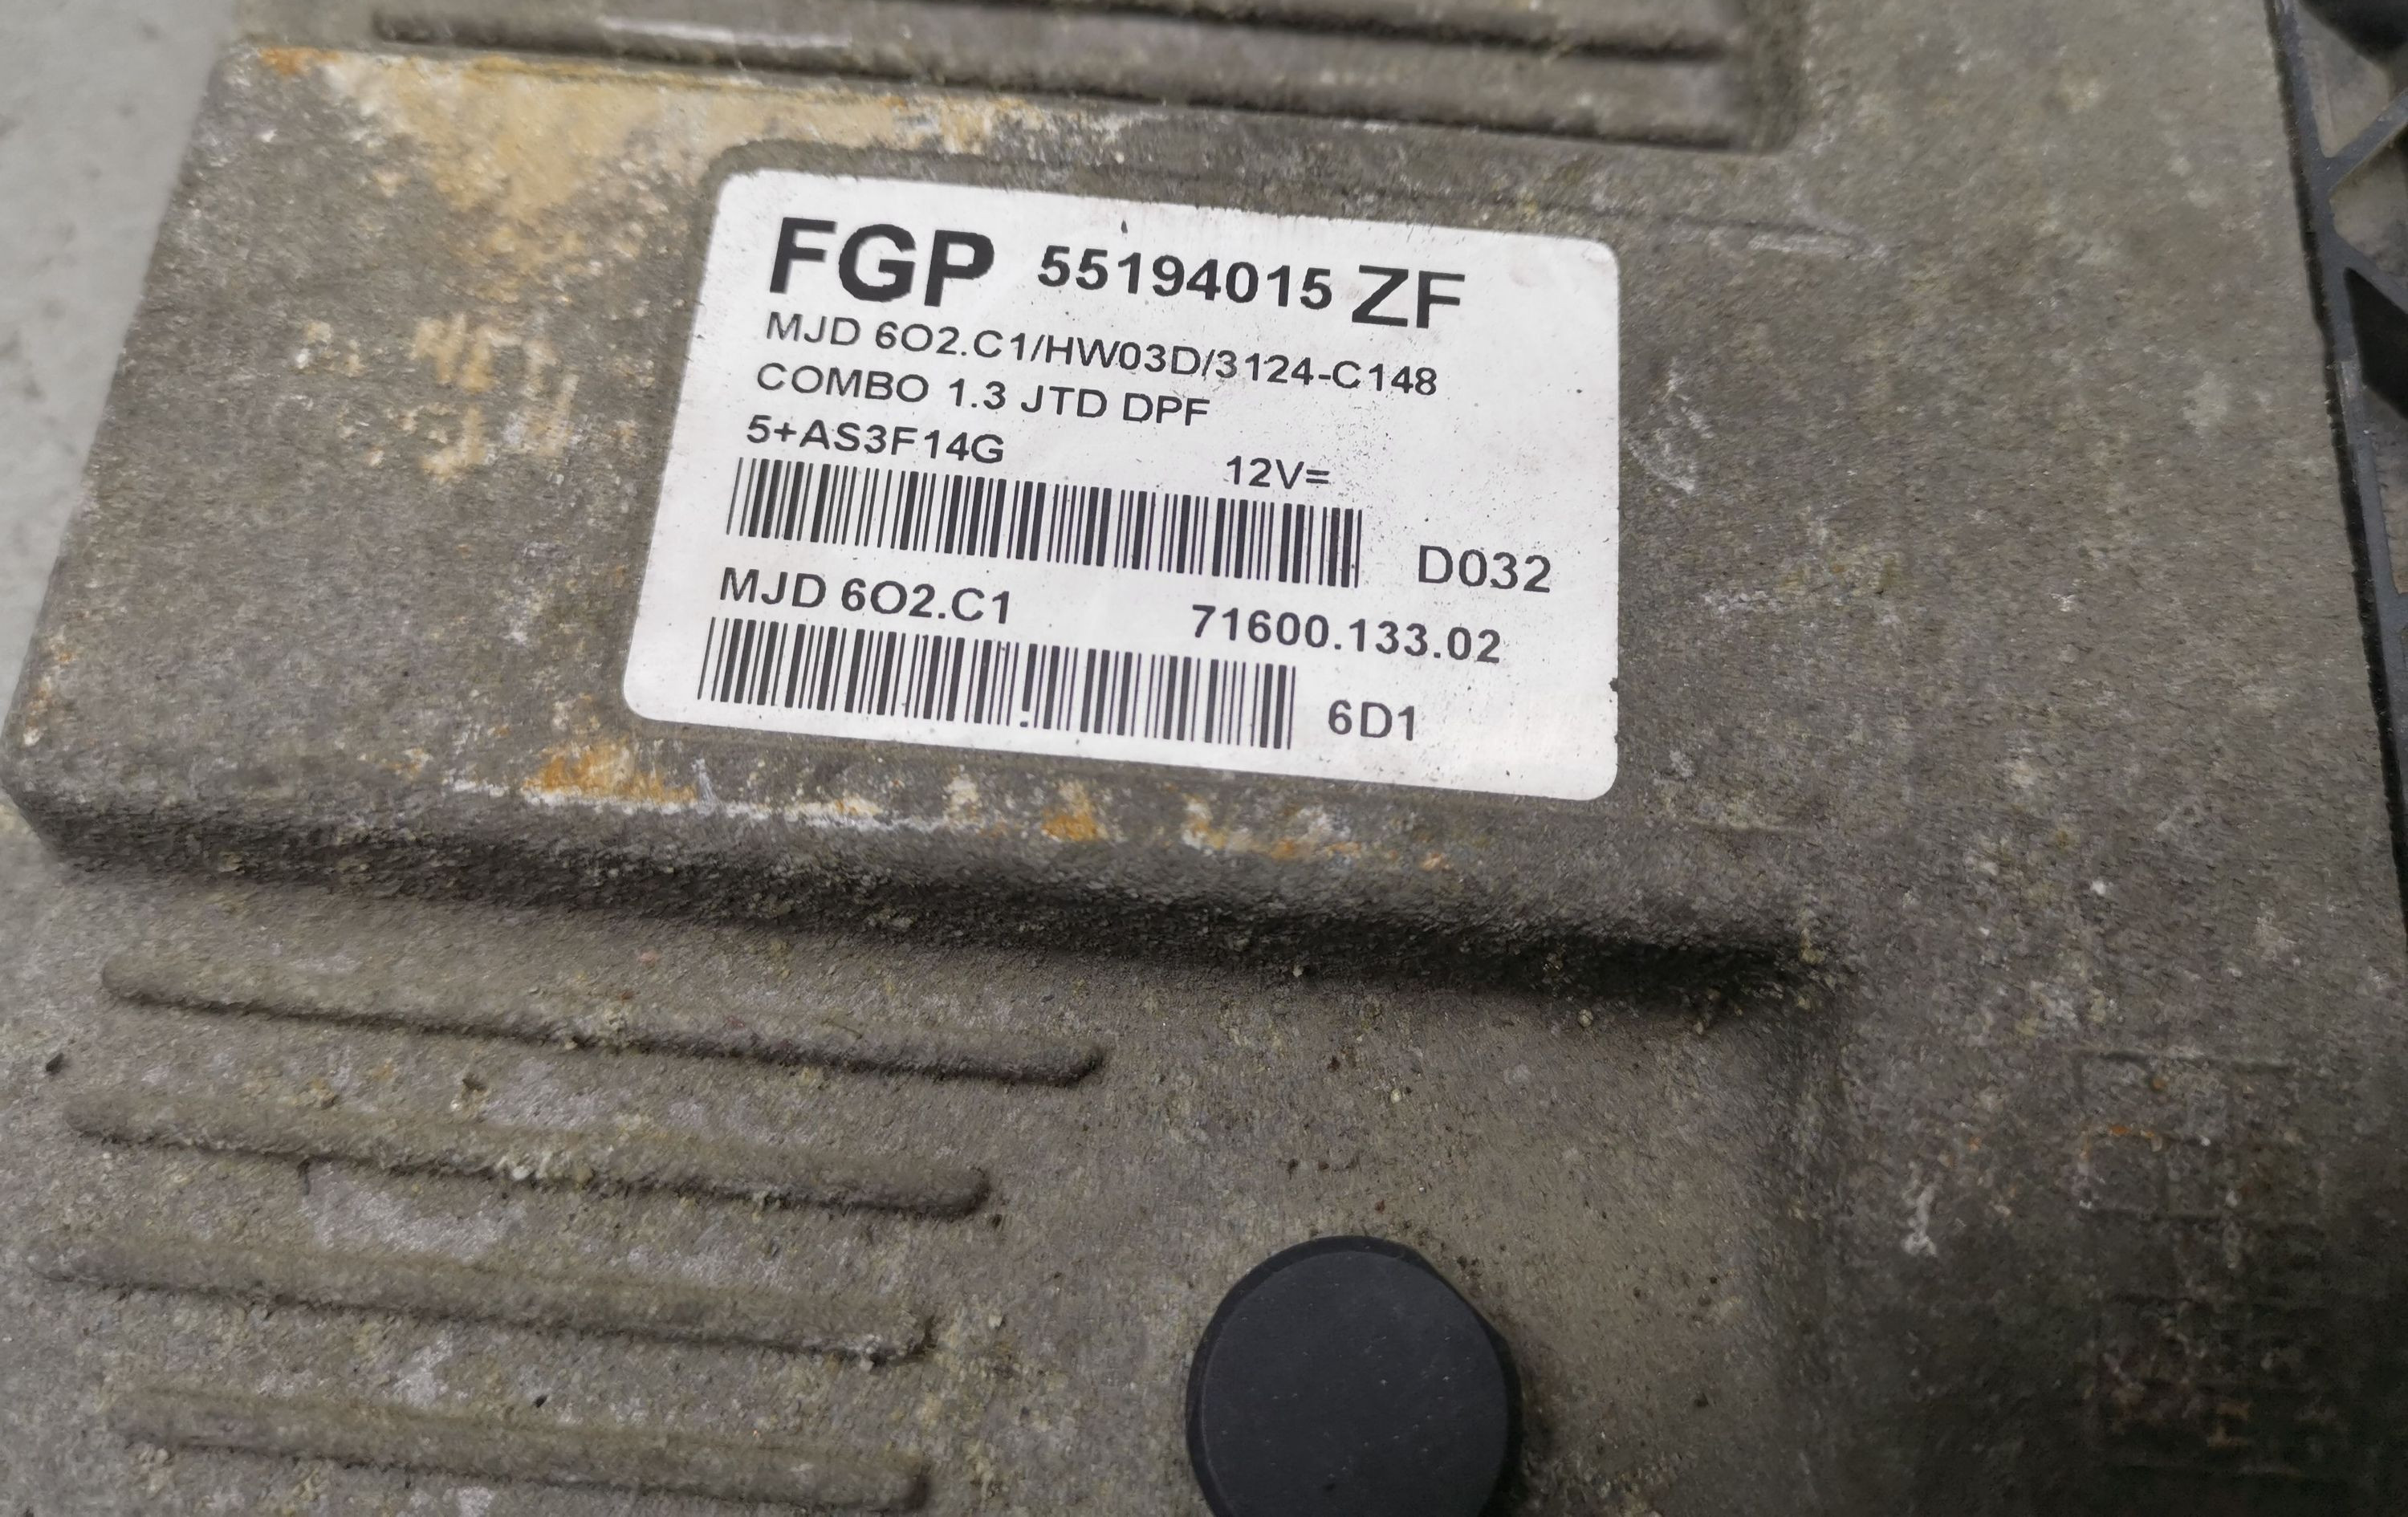 FGP 55194015 ZF
MJD 6O2.C1/HW03D/3124-C148
COMBO 1.3 JTD DPF
5+AS3F14G 12V=
D032
MJD 6O2.C1 71600.133.02
6D1